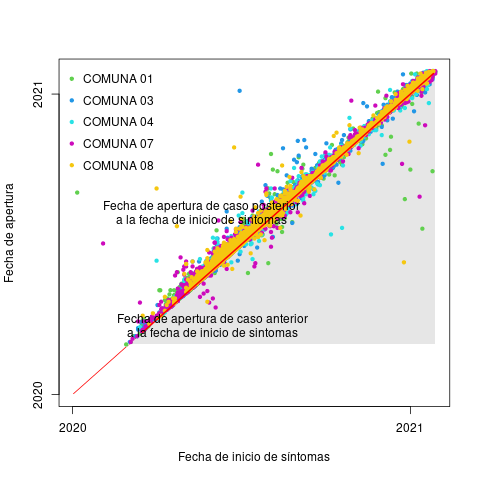 COMUNA 01
COMUNA 03
COMUNA 04
COMUNA 07
COMUNA 08
Fecha de apertura de caso posterior
a la fecha de inicio de síntomas
Fecha de apertura de caso anterior
a la fecha de inicio de síntomas
Fecha de apertura
2021
2020
2020
2021
Fecha de inicio de síntomas